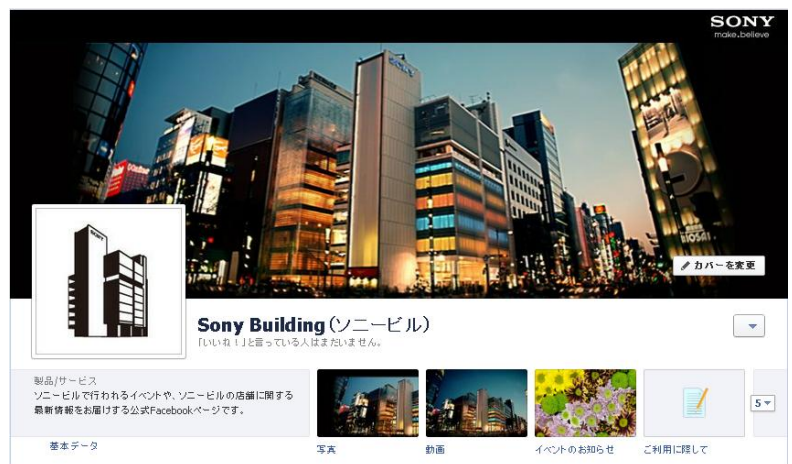 SONY
make.believe
SONY
BIOSAI
SONY
カバーを変更
Sony Building (ソニービル)
「いいね!」と言っている人はまだいません。
製品/サービス
ソニービルで行われるイベントや、ソニービルの店舗に関する
最新情報をお届けする公式Facebookページです。
5
基本データ
写真
動画
イベントのお知らせ
ご利用に際して